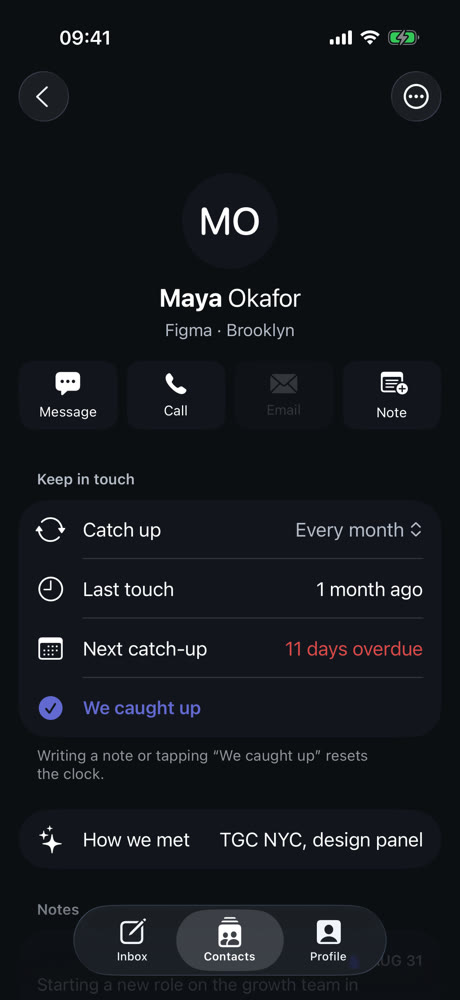 09:41
MO
Maya Okafor
Figma · Brooklyn
Message
Call
Email
Note
Keep in touch
Catch up
Every month
Last touch
1 month ago
Next catch-up
11 days overdue
We caught up
Writing a note or tapping “We caught up” resets
the clock.
How we met
TGC NYC, design panel
Notes
AUG 31
Starting a new role on the growth team in
Inbox
Contacts
Profile